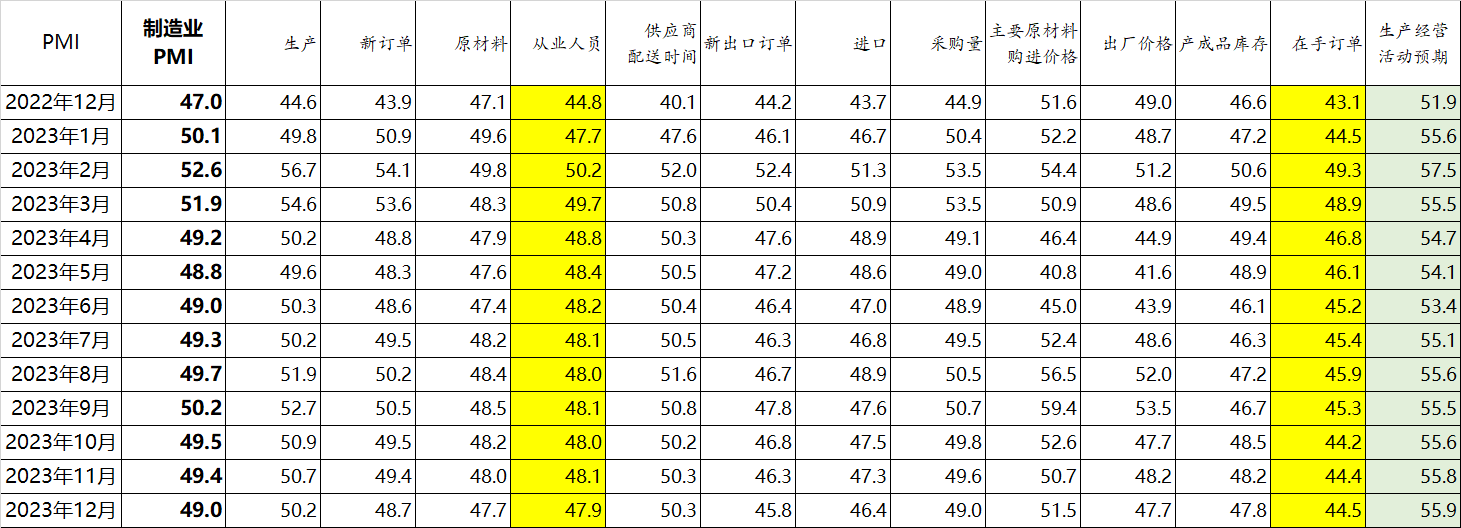 PMI 制造业 PMI 生产 新订单 原材料 从业人员 供应商 配送时间 新出口订单 进口 采购量 主要原材料 购进价格 出厂价格 产成品库存 在手订单 生产经营 活动预期
2022年12月 47.0 44.6 43.9 47.1 44.8 40.1 44.2 43.7 44.9 51.6 49.0 46.6 43.1 51.9
2023年1月 50.1 49.8 50.9 49.6 47.7 47.6 46.1 46.7 50.4 52.2 48.7 47.2 44.5 55.6
2023年2月 52.6 56.7 54.1 49.8 50.2 52.0 52.4 51.3 53.5 54.4 51.2 50.6 49.3 57.5
2023年3月 51.9 54.6 53.6 48.3 49.7 50.8 50.4 50.9 53.5 50.9 48.6 49.5 48.9 55.5
2023年4月 49.2 50.2 48.8 47.9 48.8 50.3 47.6 48.9 49.1 46.4 44.9 49.4 46.8 54.7
2023年5月 48.8 49.6 48.3 47.6 48.4 50.5 47.2 48.6 49.0 40.8 41.6 48.9 46.1 54.1
2023年6月 49.0 50.3 48.6 47.4 48.2 50.4 46.4 47.0 48.9 45.0 43.9 46.1 45.2 53.4
2023年7月 49.3 50.2 49.5 48.2 48.1 50.5 46.3 46.8 49.5 52.4 48.6 46.3 45.4 55.1
2023年8月 49.7 51.9 50.2 48.4 48.0 51.6 46.7 48.9 50.5 56.5 52.0 47.2 45.9 55.6
2023年9月 50.2 52.7 50.5 48.5 48.1 50.8 47.8 47.6 50.7 59.4 53.5 46.7 45.3 55.5
2023年10月 49.5 50.9 49.5 48.2 48.0 50.2 46.8 47.5 49.8 52.6 47.7 48.5 44.2 55.6
2023年11月 49.4 50.7 49.4 48.0 48.1 50.3 46.3 47.3 49.6 50.7 48.2 48.2 44.4 55.8
2023年12月 49.0 50.2 48.7 47.7 47.9 50.3 45.8 46.4 49.0 51.5 47.7 47.8 44.5 55.9